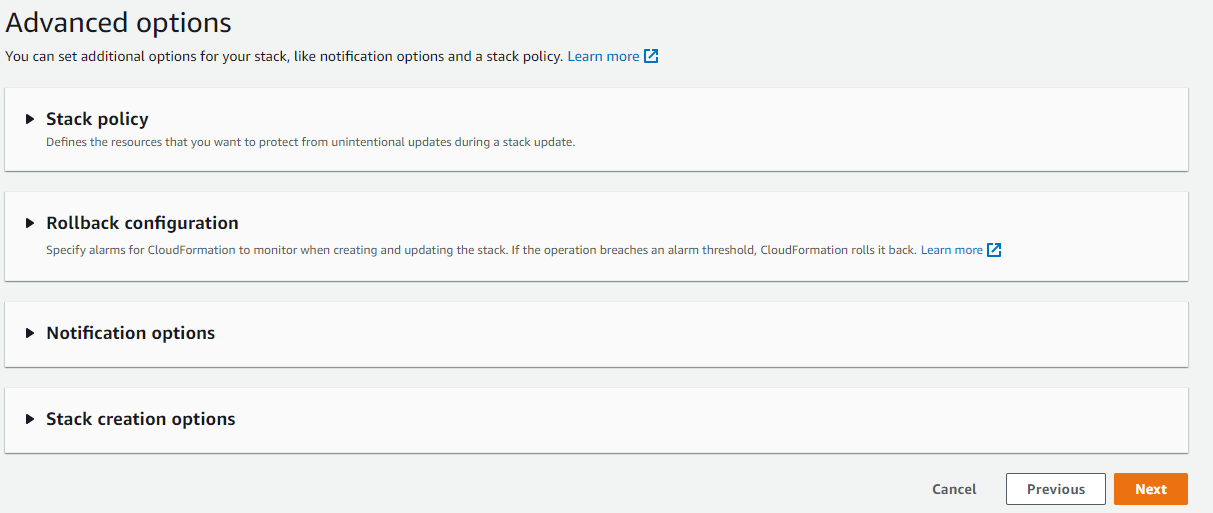 Advanced options
You can set additional options for your stack, like notification options and a stack policy. Learn more
Stack policy
Defines the resources that you want to protect from unintentional updates during a stack update.
Rollback configuration
Specify alarms for CloudFormation to monitor when creating and updating the stack. If the operation breaches an alarm threshold, CloudFormation rolls it back. Learn more
Notification options
Stack creation options
Cancel Previous Next